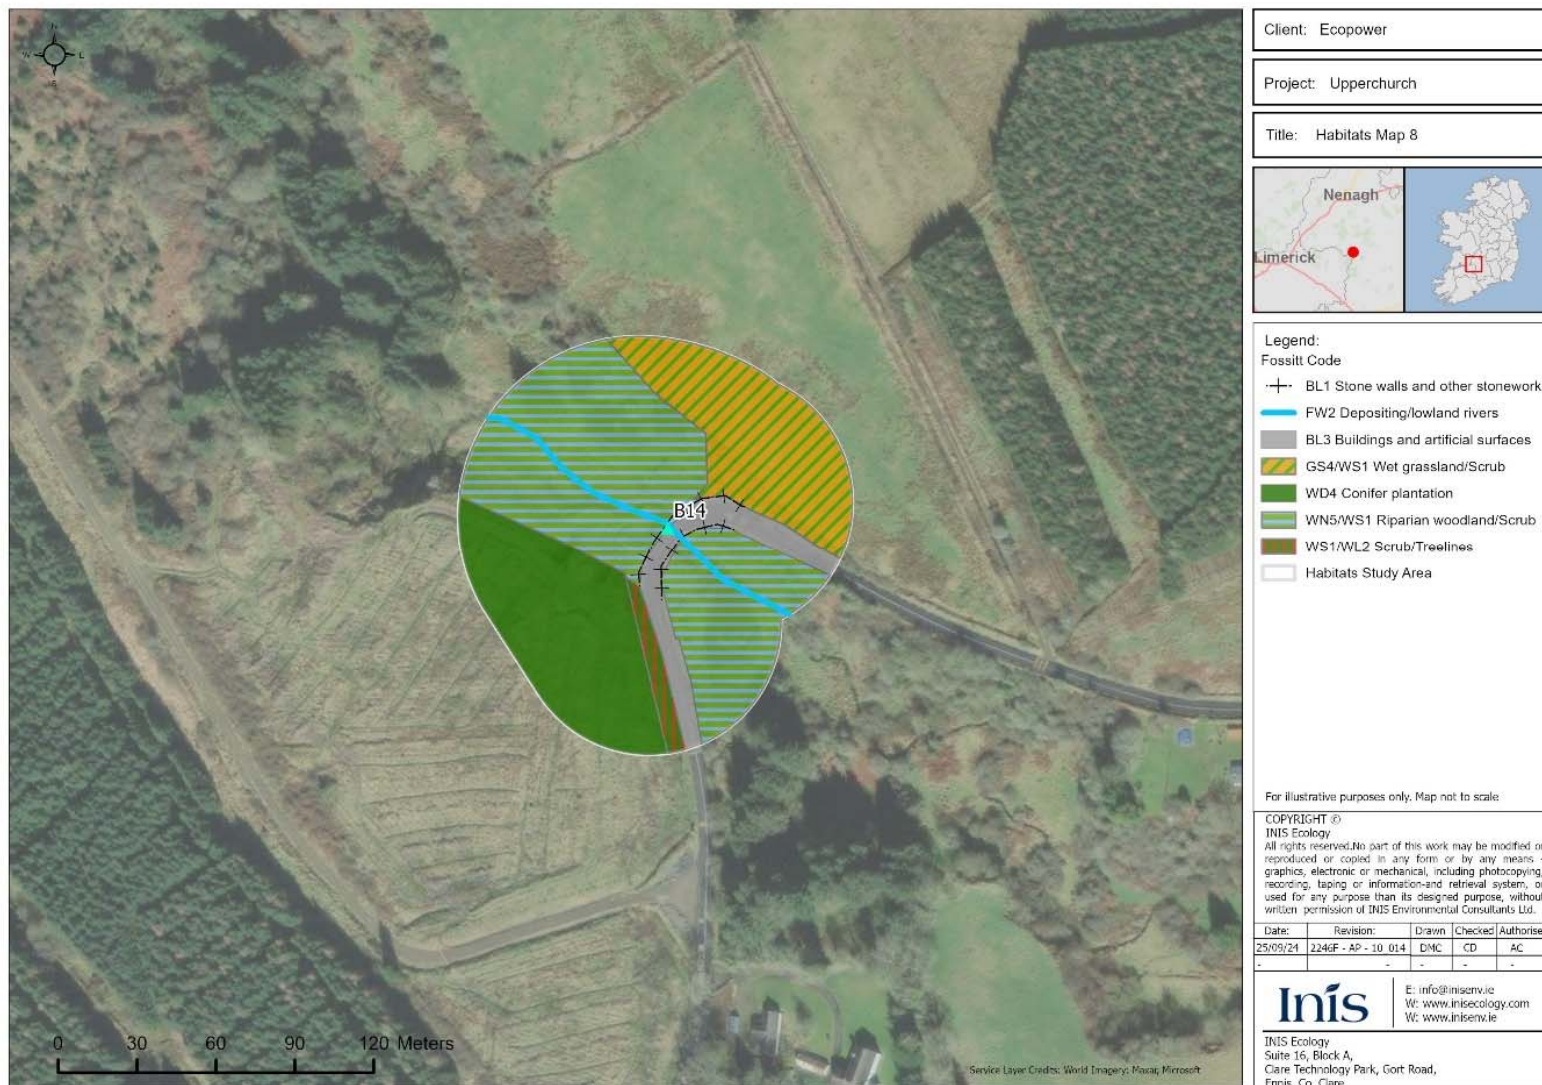 N
W
L
S
B14
0 30 60 90 120 Meters
Service Layer Credits: World Imagery: Maxar, Microsoft
Client: Ecopower
Project: Upperchurch
Title: Habitats Map 8
Nenagh
Limerick
Legend:
Fossitt Code
BL1 Stone walls and other stonework
FW2 Depositing/lowland rivers
BL3 Buildings and artificial surfaces
GS4/WS1 Wet grassland/Scrub
WD4 Conifer plantation
WN5/WS1 Riparian woodland/Scrub
WS1/WL2 Scrub/Treelines
Habitats Study Area
For illustrative purposes only. Map not to scale
COPYRIGHT ©
INIS Ecology
All rights reserved.No part of this work may be modified or
reproduced or copied in any form or by any means -
graphics, electronic or mechanical, including photocopying,
recording, taping or information-and retrieval system, or
used for any purpose than its designed purpose, without
written permission of INIS Environmental Consultants Ltd.
Date: Revision: Drawn Checked Authorise
25/09/24 2246F - AP - 10_014 DMC CD AC
- - - - -
Inís
E: info@inisenv.ie
W: www.inisecology.com
W: www.inisenv.ie
INIS Ecology
Suite 16, Block A,
Clare Technology Park, Gort Road,
Ennis, Co. Clare